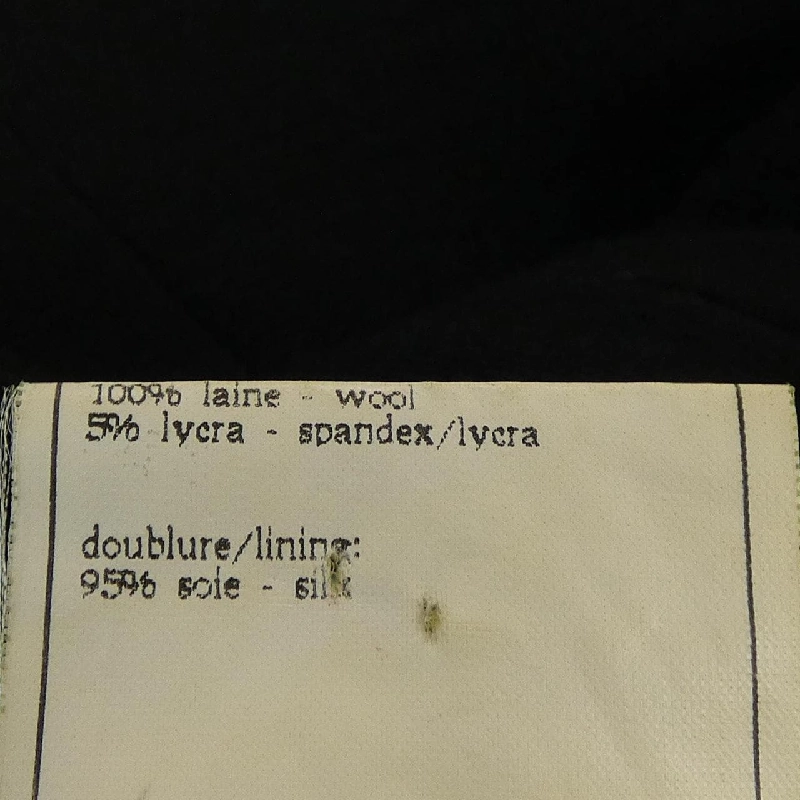 100% laine - wool
5% lycra - spandex/lycra
doublure/lining:
95% soie - silk